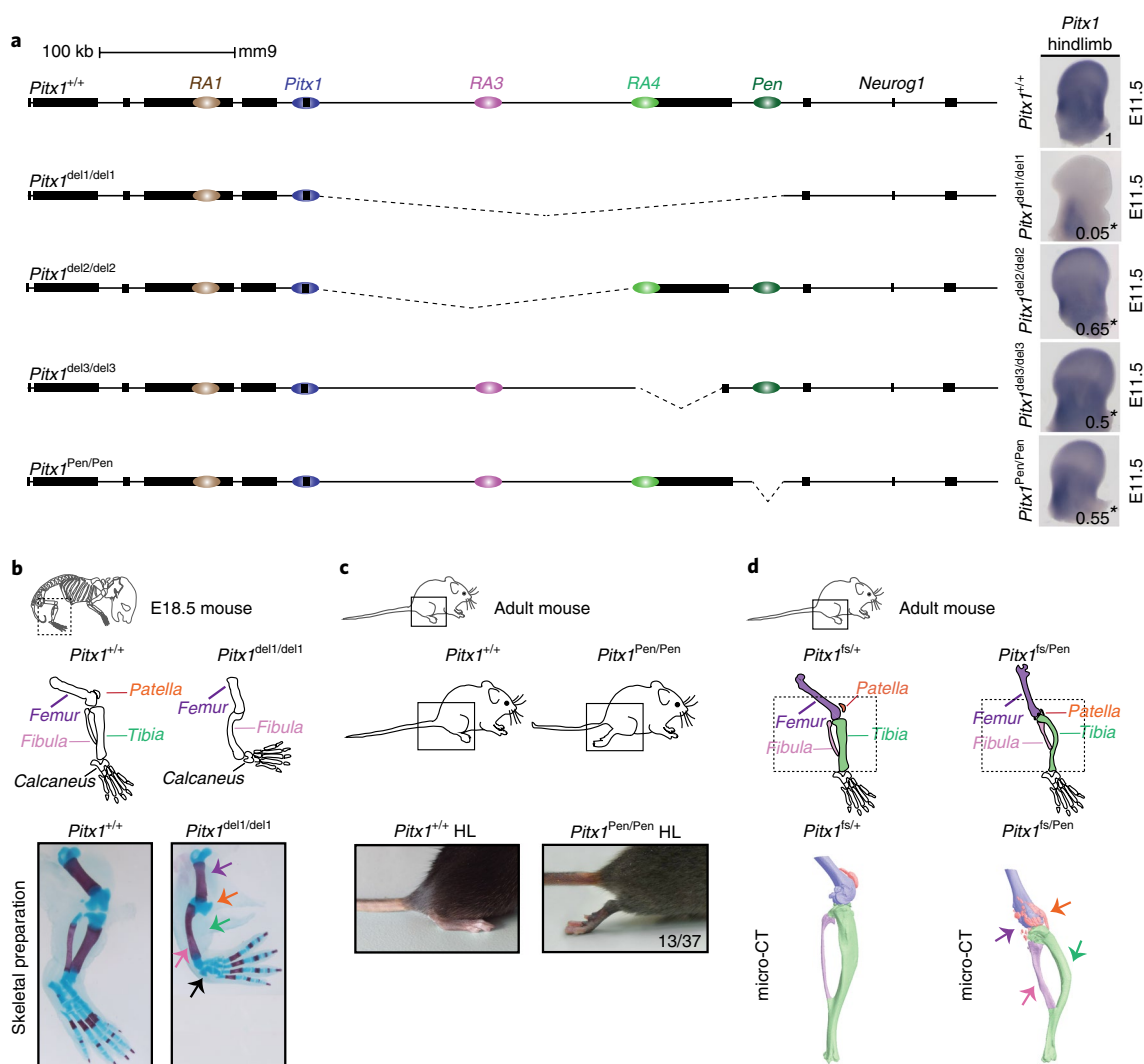 a
100 kb mm9
Pitx1 hindlimb
Pitx1+/+ RA1 Pitx1 RA3 RA4 Pen Neurog1
Pitx1+/+ 1 E11.5
Pitx1del1/del1
Pitx1del1/del1 0.05* E11.5
Pitx1del2/del2
Pitx1del2/del2 0.65* E11.5
Pitx1del3/del3
Pitx1del3/del3 0.5* E11.5
Pitx1Pen/Pen
Pitx1Pen/Pen 0.55* E11.5
b
E18.5 mouse
Pitx1+/+ Pitx1del1/del1
Patella
Femur Femur
Fibula Tibia Fibula
Calcaneus Calcaneus
Pitx1+/+ Pitx1del1/del1
Skeletal preparation
c
Adult mouse
Pitx1+/+ Pitx1Pen/Pen
Pitx1+/+ HL Pitx1Pen/Pen HL
13/37
d
Adult mouse
Pitx1fs/+ Pitx1fs/Pen
Patella
Femur Femur Patella
Fibula Tibia Fibula Tibia
Pitx1fs/+ Pitx1fs/Pen
micro-CT micro-CT